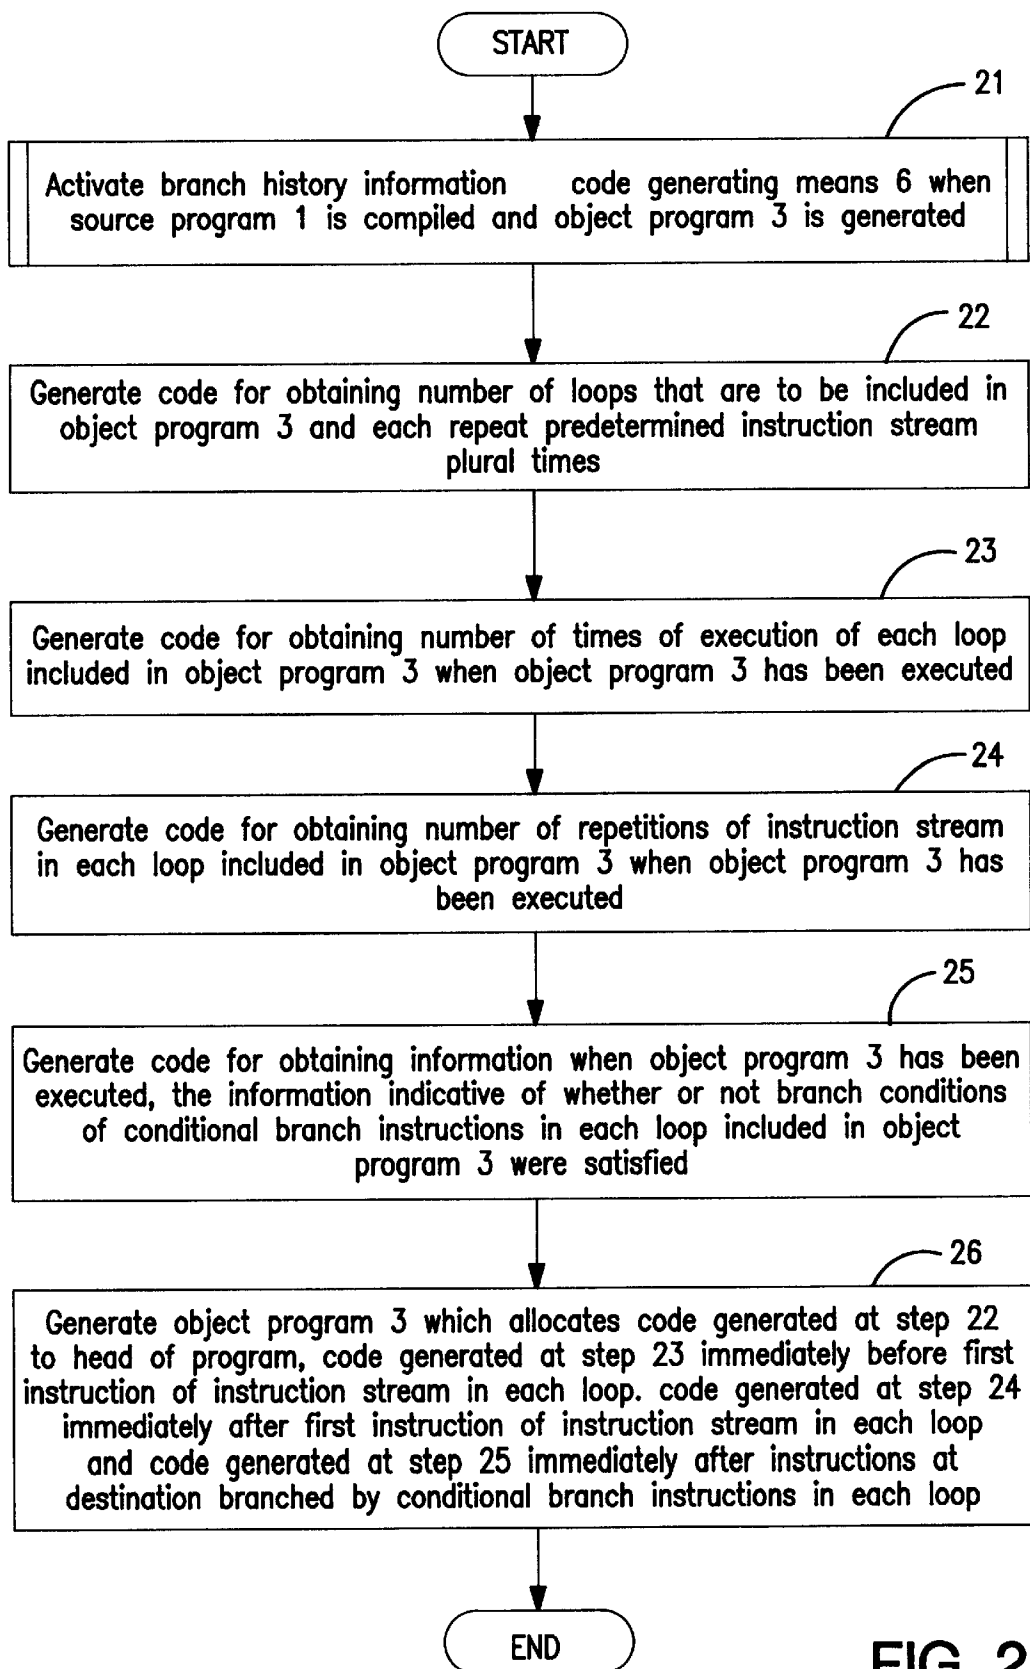 START
21
Activate branch history information code generating means 6 when
source program 1 is compiled and object program 3 is generated
22
Generate code for obtaining number of loops that are to be included in
object program 3 and each repeat predetermined instruction stream
plural times
23
Generate code for obtaining number of times of execution of each loop
included in object program 3 when object program 3 has been executed
24
Generate code for obtaining number of repetitions of instruction stream
in each loop included in object program 3 when object program 3 has
been executed
25
Generate code for obtaining information when object program 3 has been
executed, the information indicative of whether or not branch conditions
of conditional branch instructions in each loop included in object
program 3 were satisfied
26
Generate object program 3 which allocates code generated at step 22
to head of program, code generated at step 23 immediately before first
instruction of instruction stream in each loop. code generated at step 24
immediately after first instruction of instruction stream in each loop
and code generated at step 25 immediately after instructions at
destination branched by conditional branch instructions in each loop
END
FIG. 2